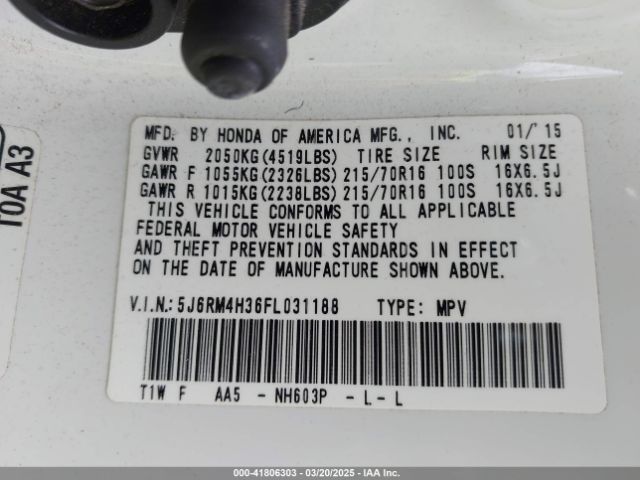 MFD. BY HONDA OF AMERICA MFG., INC. 01/'15
GVWR 2050KG(4519LBS) TIRE SIZE RIM SIZE
GAWR F 1055KG(2326LBS) 215/70R16 100S 16X6.5J
GAWR R 1015KG(2238LBS) 215/70R16 100S 16X6.5J
THIS VEHICLE CONFORMS TO ALL APPLICABLE
FEDERAL MOTOR VEHICLE SAFETY
AND THEFT PREVENTION STANDARDS IN EFFECT
ON THE DATE OF MANUFACTURE SHOWN ABOVE.
V.I.N.:5J6RM4H36FL031188 TYPE: MPV
T1W F AA5 - NH603P - L - L
T0A A3
000-41806303 - 03/20/2025 - IAA Inc.